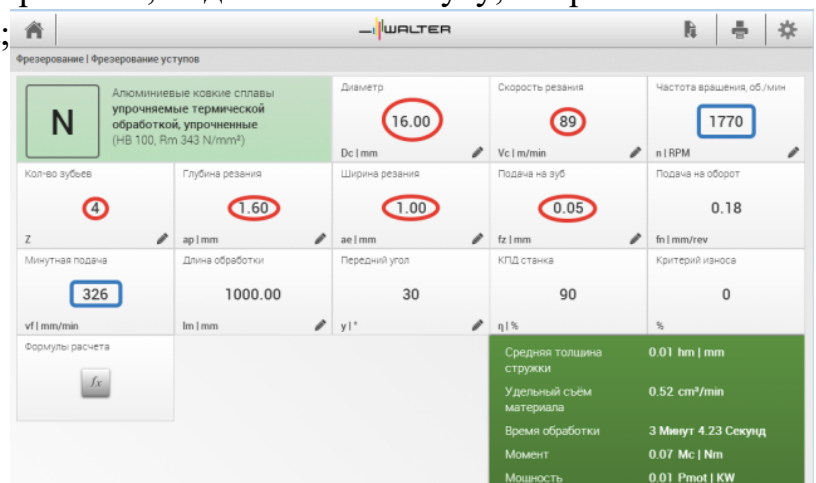 ;
WALTER
Фрезерование | Фрезерование уступов
N
Алюминиевые ковкие сплавы
упрочняемые термической
обработкой, упрочненные
(HB 100, Rm 343 N/mm²)
Диаметр
16.00
Dc | mm
Скорость резания
89
Vc | m/min
Частота вращения, об./мин
1770
n | RPM
Кол-во зубьев
4
Z
Глубина резания
1.60
ap | mm
Ширина резания
1.00
ae | mm
Подача на зуб
0.05
fz | mm
Подача на оборот
0.18
fn | mm/rev
Минутная подача
326
vf | mm/min
Длина обработки
1000.00
lm | mm
Передний угол
30
γ | °
КПД станка
90
η | %
Критерий износа
0
%
Формулы расчета
fx
Средняя толщина
стружки
0.01 hm | mm
Удельный съём
материала
0.52 cm³/min
Время обработки
3 Минут 4.23 Секунд
Момент
0.07 Mc | Nm
Мощность
0.01 Pmot | KW